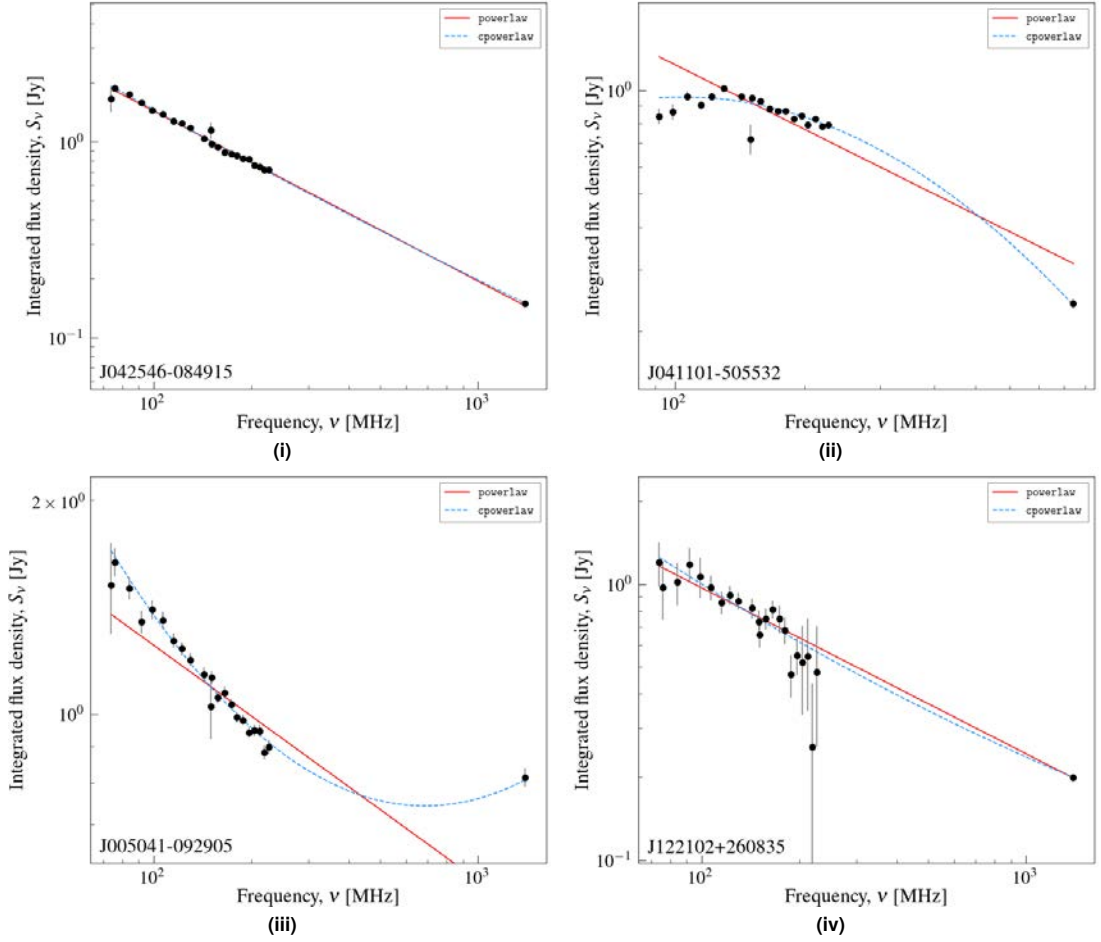 powerlaw
cpowerlaw
Integrated flux density, Sν [Jy]
10⁰
10⁻¹
J042546-084915
10² 10³
Frequency, ν [MHz]
(i)
powerlaw
cpowerlaw
Integrated flux density, Sν [Jy]
10⁰
J041101-505532
10²
Frequency, ν [MHz]
(ii)
powerlaw
cpowerlaw
Integrated flux density, Sν [Jy]
2 × 10⁰
10⁰
J005041-092905
10² 10³
Frequency, ν [MHz]
(iii)
powerlaw
cpowerlaw
Integrated flux density, Sν [Jy]
10⁰
10⁻¹
J122102+260835
10² 10³
Frequency, ν [MHz]
(iv)